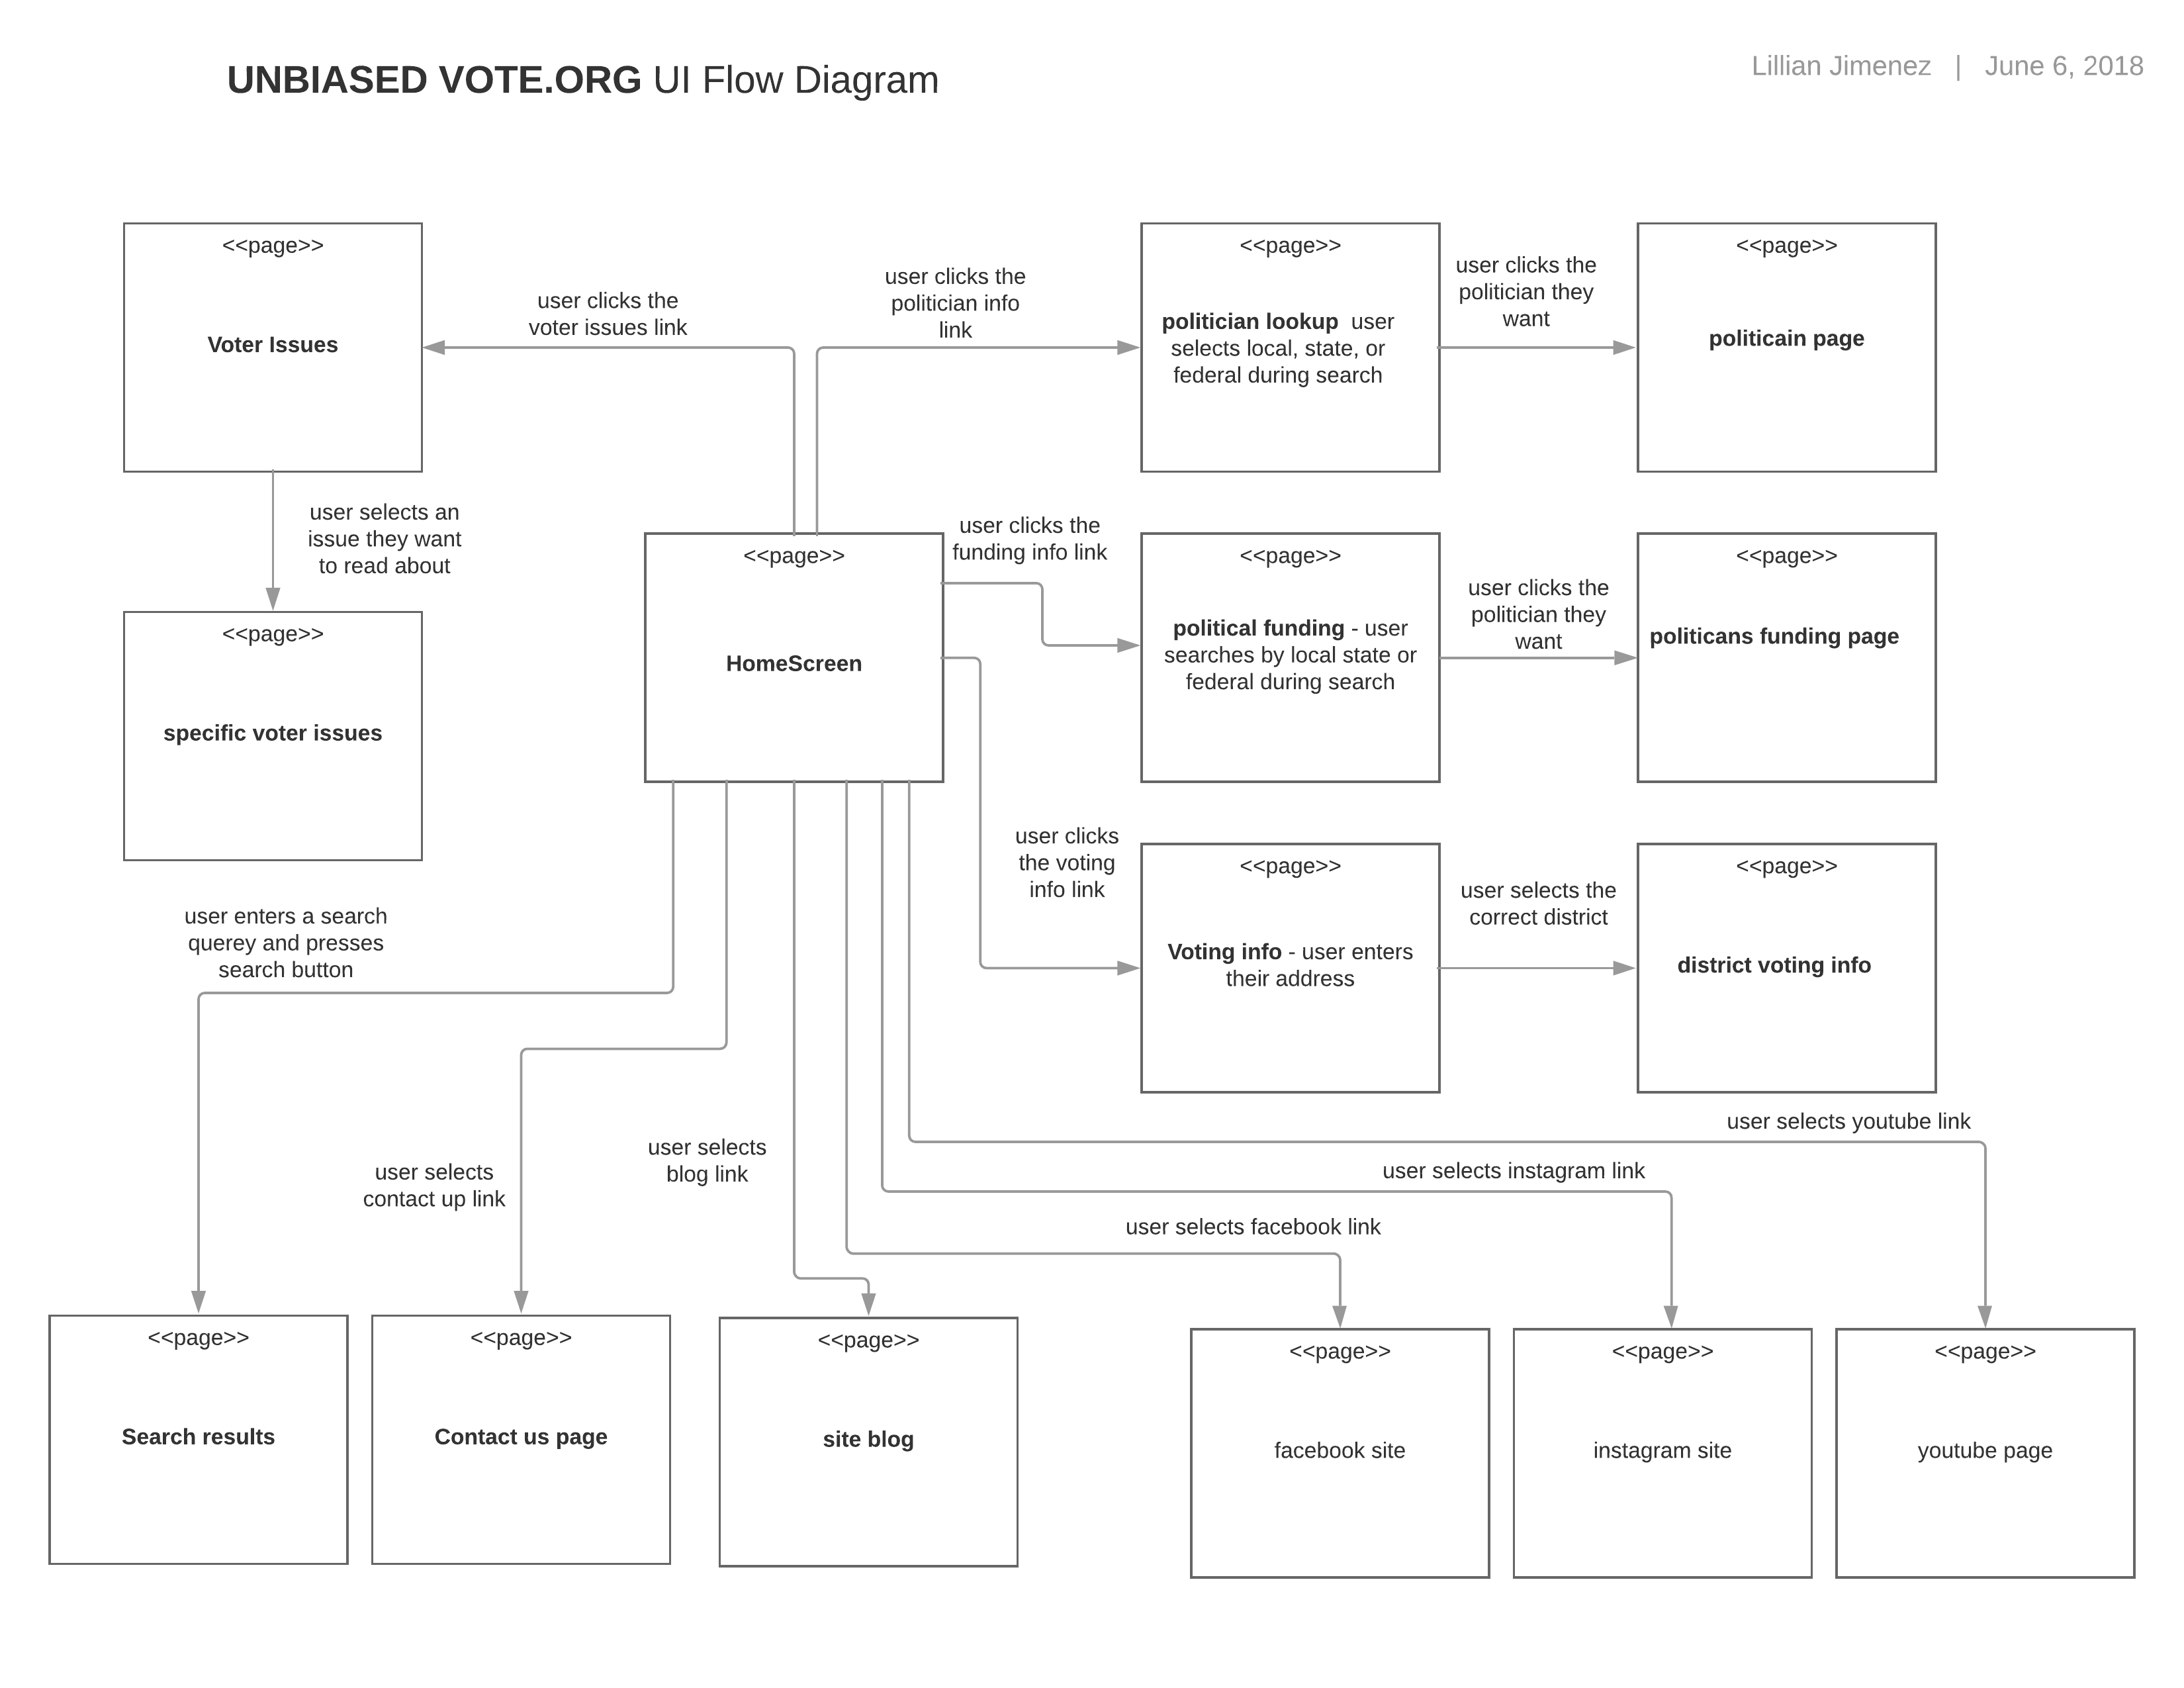 UNBIASED VOTE.ORG UI Flow Diagram
Lillian Jimenez | June 6, 2018
<<page>>
Voter Issues
user clicks the
voter issues link
user clicks the
politician info
link
<<page>>
politician lookup user
selects local, state, or
federal during search
user clicks the
politician they
want
<<page>>
politicain page
user selects an
issue they want
to read about
<<page>>
specific voter issues
<<page>>
HomeScreen
user clicks the
funding info link
<<page>>
political funding - user
searches by local state or
federal during search
user clicks the
politician they
want
<<page>>
politicans funding page
user clicks
the voting
info link
<<page>>
Voting info - user enters
their address
user selects the
correct district
<<page>>
district voting info
user enters a search
querey and presses
search button
user selects
contact up link
user selects
blog link
user selects youtube link
user selects instagram link
user selects facebook link
<<page>>
Search results
<<page>>
Contact us page
<<page>>
site blog
<<page>>
facebook site
<<page>>
instagram site
<<page>>
youtube page